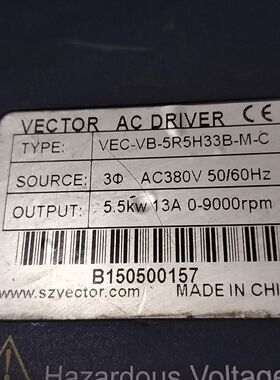 VECTOR AC DRIVER CE
TYPE: VEC-VB-5R5H33B-M-C
SOURCE: 3Φ AC380V 50/60Hz
OUTPUT: 5.5kW 13A 0-9000rpm
B150500157
www.szvector.com MADE IN CHI
Hazardous Voltage